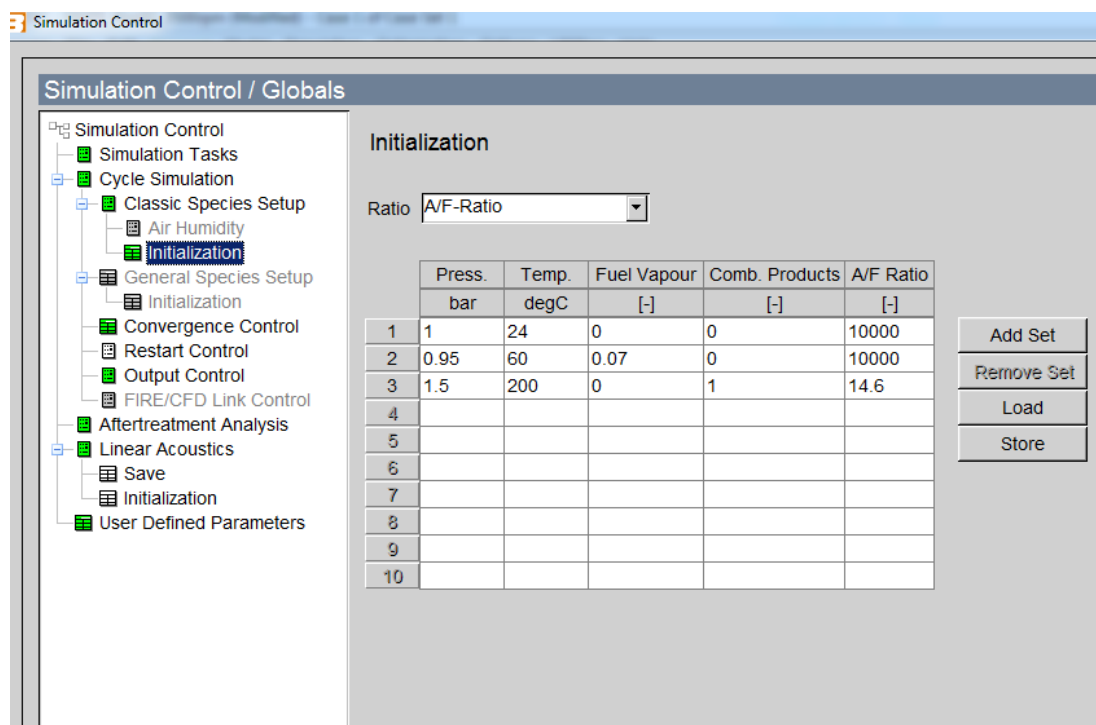 Simulation Control
Simulation Control / Globals
Simulation Control
Simulation Tasks
Cycle Simulation
Classic Species Setup
Air Humidity
Initialization
General Species Setup
Initialization
Convergence Control
Restart Control
Output Control
FIRE/CFD Link Control
Aftertreatment Analysis
Linear Acoustics
Save
Initialization
User Defined Parameters
Initialization
Ratio A/F-Ratio
Press. Temp. Fuel Vapour Comb. Products A/F Ratio
bar degC [-] [-] [-]
1 1 24 0 0 10000
2 0.95 60 0.07 0 10000
3 1.5 200 0 1 14.6
4
5
6
7
8
9
10
Add Set
Remove Set
Load
Store